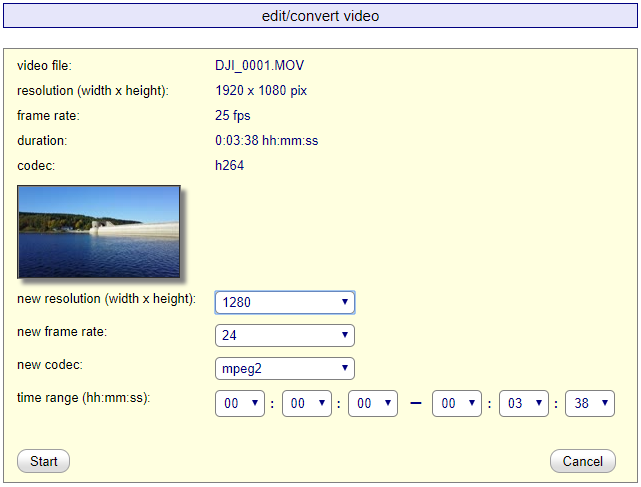 edit/convert video
video file: DJI_0001.MOV
resolution (width x height): 1920 x 1080 pix
frame rate: 25 fps
duration: 0:03:38 hh:mm:ss
codec: h264
new resolution (width x height): 1280
new frame rate: 24
new codec: mpeg2
time range (hh:mm:ss): 00 : 00 : 00 – 00 : 03 : 38
Start Cancel